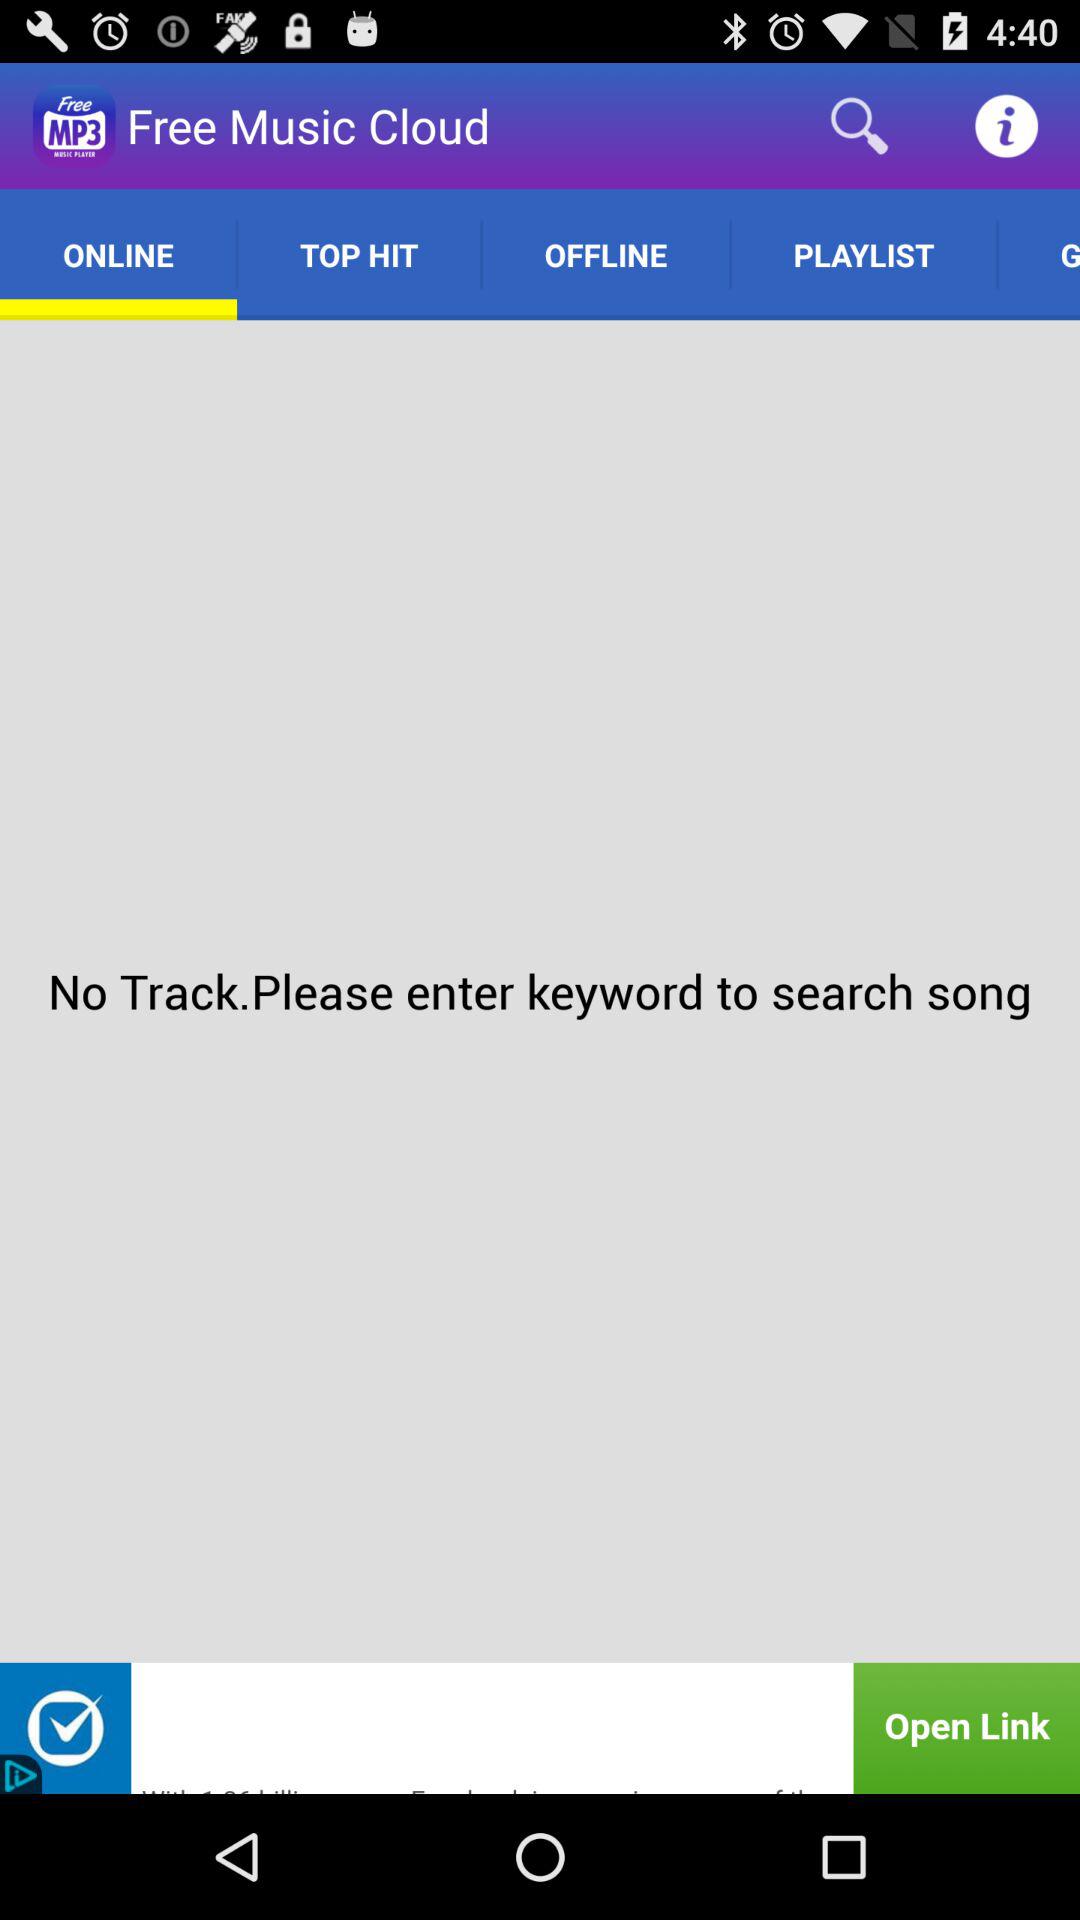 FAKE
4:40
Free
MP3
MUSIC PLAYER
Free Music Cloud
ONLINE
TOP HIT
OFFLINE
PLAYLIST
G
No Track.Please enter keyword to search song
Open Link